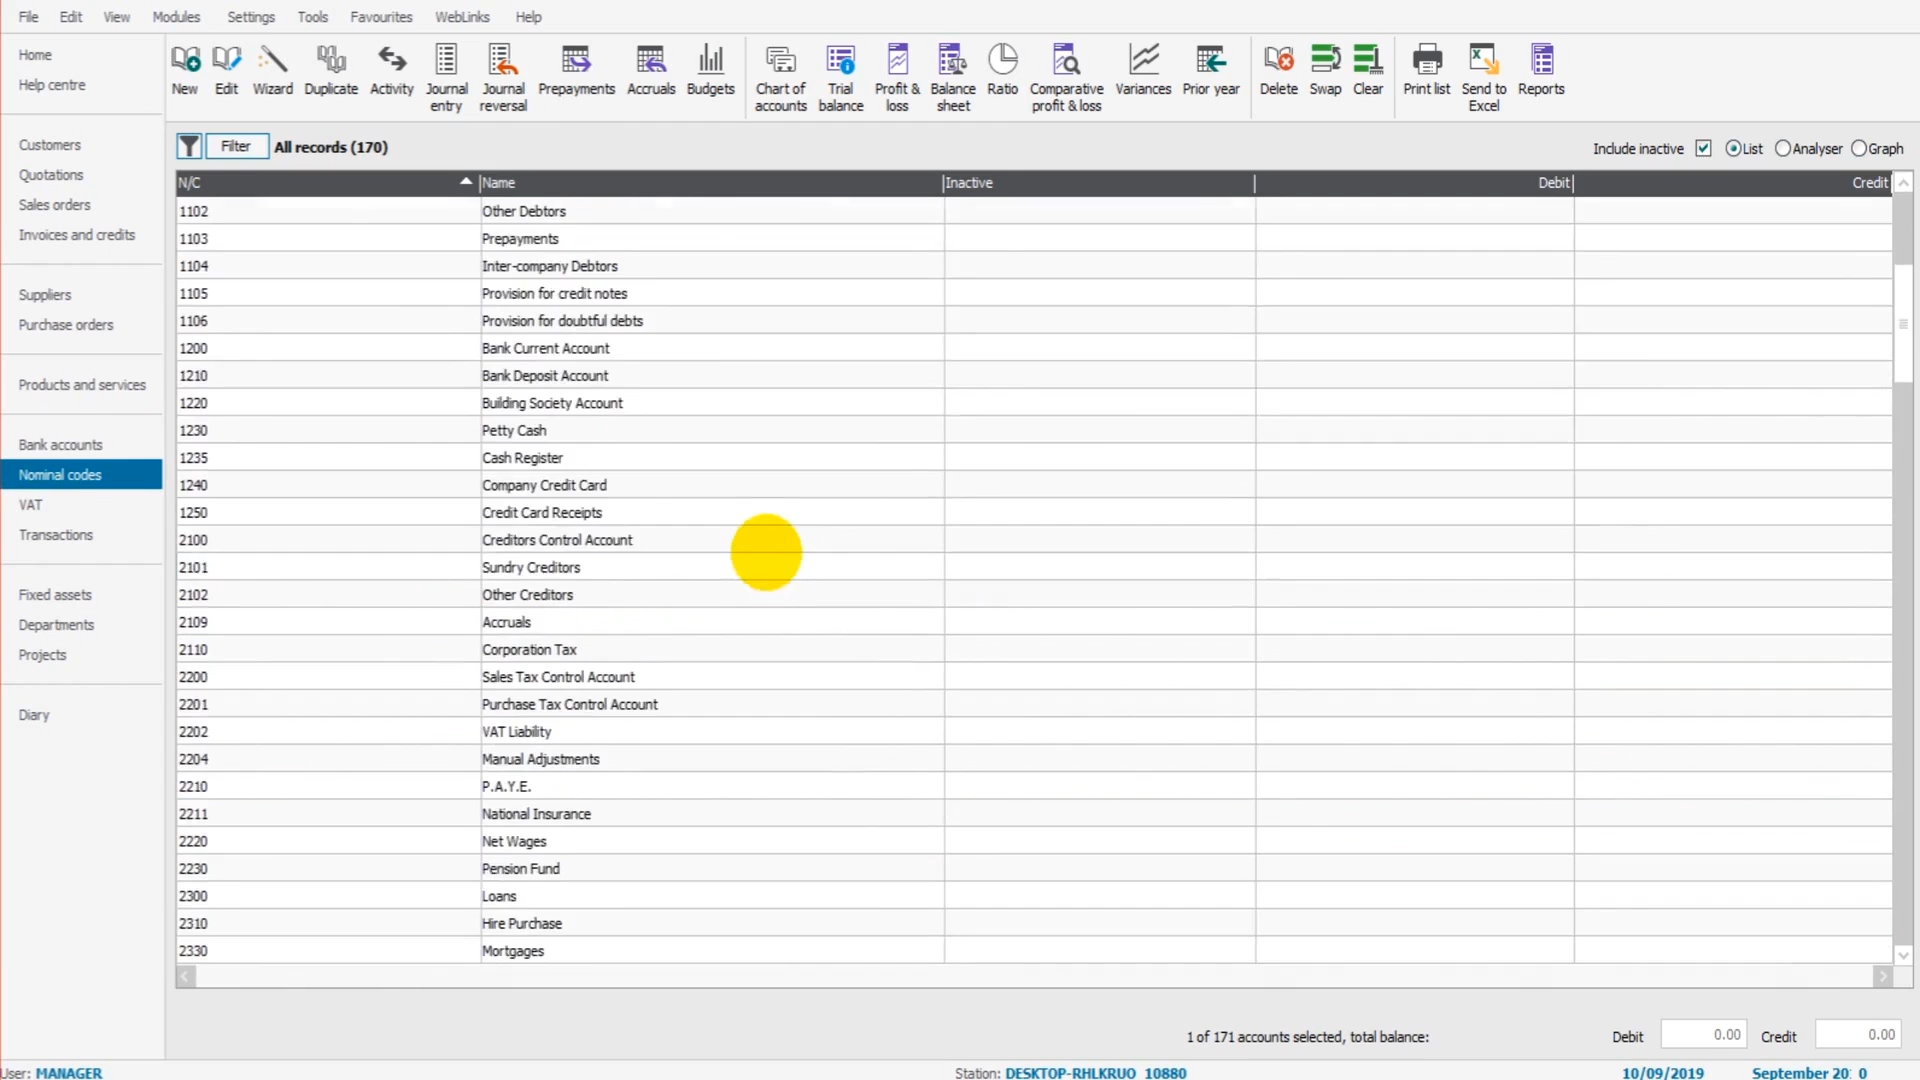 File Edit View Modules Settings Tools Favourites WebLinks Help
Home
Help centre
Customers
Quotations
Sales orders
Invoices and credits
Suppliers
Purchase orders
Products and services
Bank accounts
Nominal codes
VAT
Transactions
Fixed assets
Departments
Projects
Diary
New Edit Wizard Duplicate Activity Journal entry Journal reversal Prepayments Accruals Budgets Chart of accounts Trial balance Profit & loss Balance sheet Ratio Comparative profit & loss Variances Prior year Delete Swap Clear Print list Send to Excel Reports
Filter All records (170) Include inactive List Analyser Graph
N/C Name Inactive Debit Credit
1102 Other Debtors
1103 Prepayments
1104 Inter-company Debtors
1105 Provision for credit notes
1106 Provision for doubtful debts
1200 Bank Current Account
1210 Bank Deposit Account
1220 Building Society Account
1230 Petty Cash
1235 Cash Register
1240 Company Credit Card
1250 Credit Card Receipts
2100 Creditors Control Account
2101 Sundry Creditors
2102 Other Creditors
2109 Accruals
2110 Corporation Tax
2200 Sales Tax Control Account
2201 Purchase Tax Control Account
2202 VAT Liability
2204 Manual Adjustments
2210 P.A.Y.E.
2211 National Insurance
2220 Net Wages
2230 Pension Fund
2300 Loans
2310 Hire Purchase
2330 Mortgages
1 of 171 accounts selected, total balance: Debit 0.00 Credit 0.00
User: MANAGER Station: DESKTOP-RHLKRUO 10880 10/09/2019 September